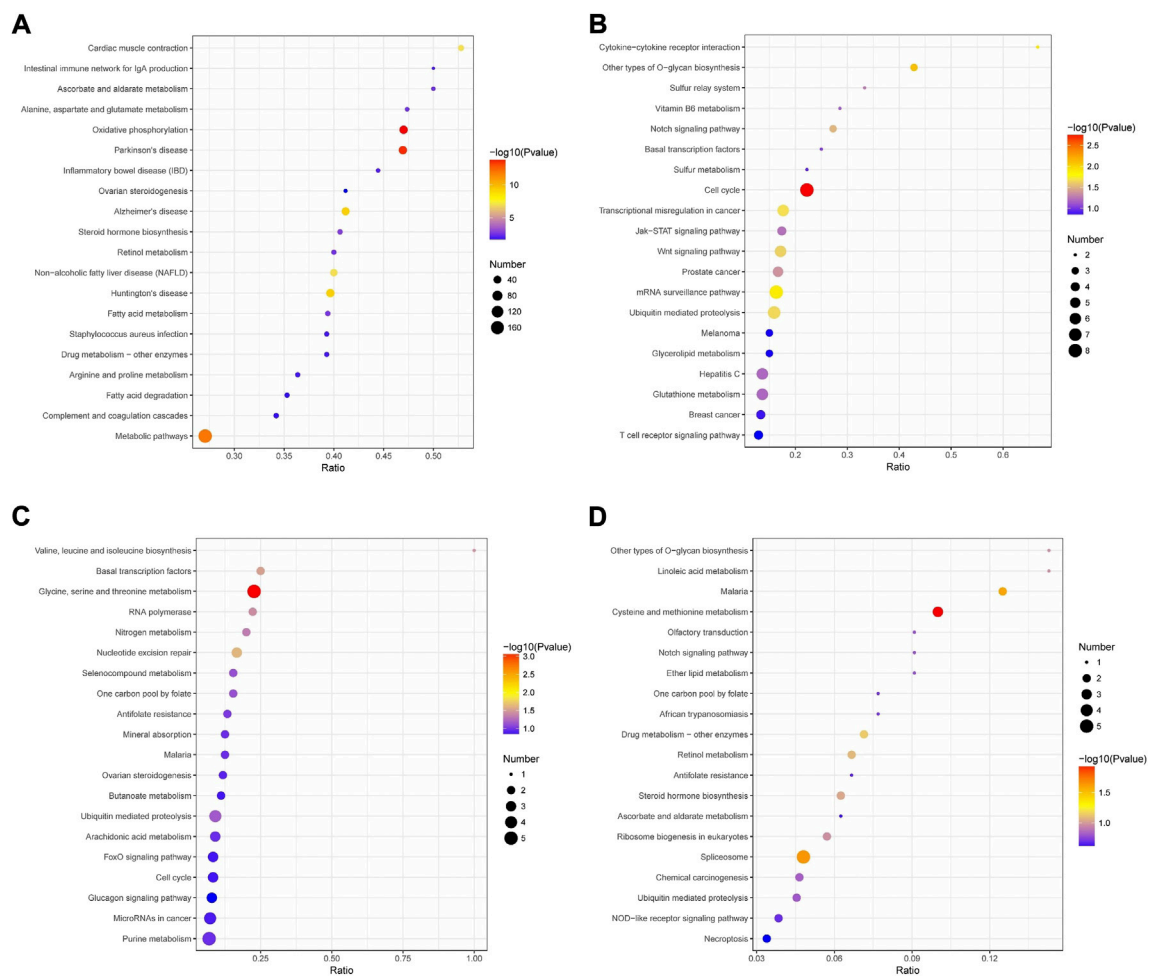 A
Cardiac muscle contraction
Intestinal immune network for IgA production
Ascorbate and aldarate metabolism
Alanine, aspartate and glutamate metabolism
Oxidative phosphorylation
Parkinson's disease
Inflammatory bowel disease (IBD)
Ovarian steroidogenesis
Alzheimer's disease
Steroid hormone biosynthesis
Retinol metabolism
Non-alcoholic fatty liver disease (NAFLD)
Huntington's disease
Fatty acid metabolism
Staphylococcus aureus infection
Drug metabolism − other enzymes
Arginine and proline metabolism
Fatty acid degradation
Complement and coagulation cascades
Metabolic pathways
0.30 0.35 0.40 0.45 0.50
Ratio
−log10(Pvalue)
10
5
Number
40
80
120
160
B
Cytokine−cytokine receptor interaction
Other types of O−glycan biosynthesis
Sulfur relay system
Vitamin B6 metabolism
Notch signaling pathway
Basal transcription factors
Sulfur metabolism
Cell cycle
Transcriptional misregulation in cancer
Jak−STAT signaling pathway
Wnt signaling pathway
Prostate cancer
mRNA surveillance pathway
Ubiquitin mediated proteolysis
Melanoma
Glycerolipid metabolism
Hepatitis C
Glutathione metabolism
Breast cancer
T cell receptor signaling pathway
0.2 0.3 0.4 0.5 0.6
Ratio
−log10(Pvalue)
2.5
2.0
1.5
1.0
Number
2
3
4
5
6
7
8
C
Valine, leucine and isoleucine biosynthesis
Basal transcription factors
Glycine, serine and threonine metabolism
RNA polymerase
Nitrogen metabolism
Nucleotide excision repair
Selenocompound metabolism
One carbon pool by folate
Antifolate resistance
Mineral absorption
Malaria
Ovarian steroidogenesis
Butanoate metabolism
Ubiquitin mediated proteolysis
Arachidonic acid metabolism
FoxO signaling pathway
Cell cycle
Glucagon signaling pathway
MicroRNAs in cancer
Purine metabolism
0.25 0.50 0.75 1.00
Ratio
−log10(Pvalue)
3.0
2.5
2.0
1.5
1.0
Number
1
2
3
4
5
D
Other types of O−glycan biosynthesis
Linoleic acid metabolism
Malaria
Cysteine and methionine metabolism
Olfactory transduction
Notch signaling pathway
Ether lipid metabolism
One carbon pool by folate
African trypanosomiasis
Drug metabolism − other enzymes
Retinol metabolism
Antifolate resistance
Steroid hormone biosynthesis
Ascorbate and aldarate metabolism
Ribosome biogenesis in eukaryotes
Spliceosome
Chemical carcinogenesis
Ubiquitin mediated proteolysis
NOD−like receptor signaling pathway
Necroptosis
0.03 0.06 0.09 0.12
Ratio
Number
1
2
3
4
5
−log10(Pvalue)
1.5
1.0